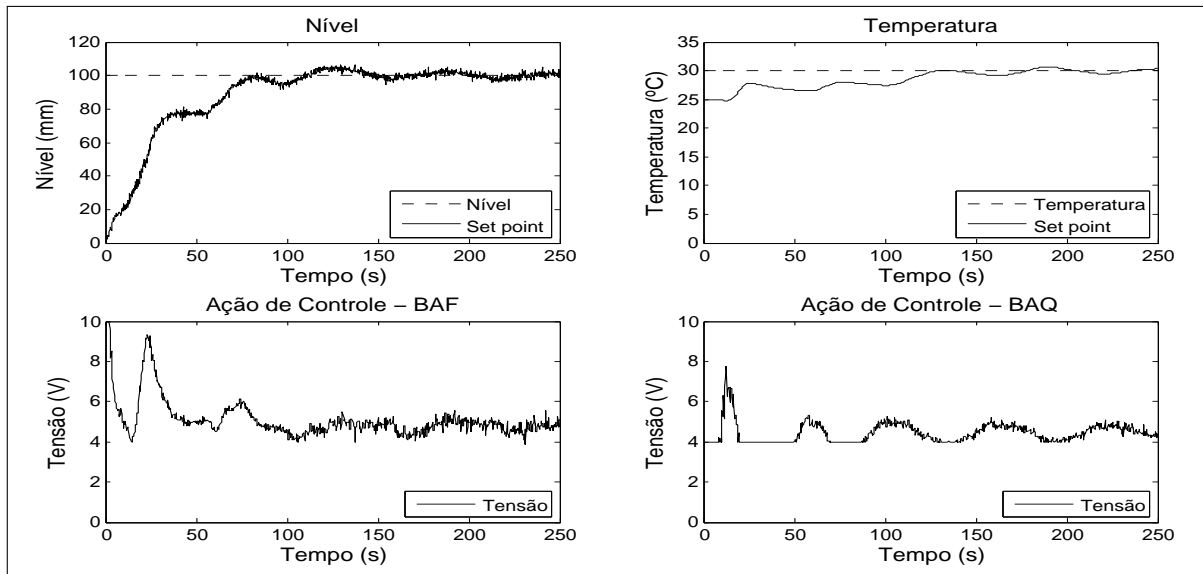 Nível
Nível (mm)
120
100
80
60
40
20
0
0 50 100 150 200 250
Tempo (s)
Nível
Set point
Temperatura
Temperatura (ºC)
35
30
25
20
15
10
5
0
0 50 100 150 200 250
Tempo (s)
Temperatura
Set point
Ação de Controle – BAF
Tensão (V)
10
8
6
4
2
0
0 50 100 150 200 250
Tempo (s)
Tensão
Ação de Controle – BAQ
Tensão (V)
10
8
6
4
2
0
0 50 100 150 200 250
Tempo (s)
Tensão